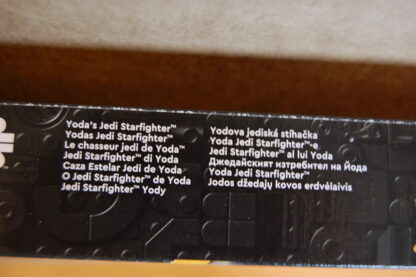 Yoda's Jedi Starfighter™
Yodas Jedi Starfighter™
Le chasseur jedi de Yoda™
Jedi Starfighter™ di Yoda
Caza Estelar Jedi de Yoda™
O Jedi Starfighter™ de Yoda
Jedi Starfighter™ Yody
Yodova jediská stíhačka
Yoda Jedi Starfighter™-e
Jedi Starfighter™ al lui Yoda
Джедайският изтребител на Йода
Yoda Jedi Starfighter™
Jodos džedajų kovos erdvėlaivis